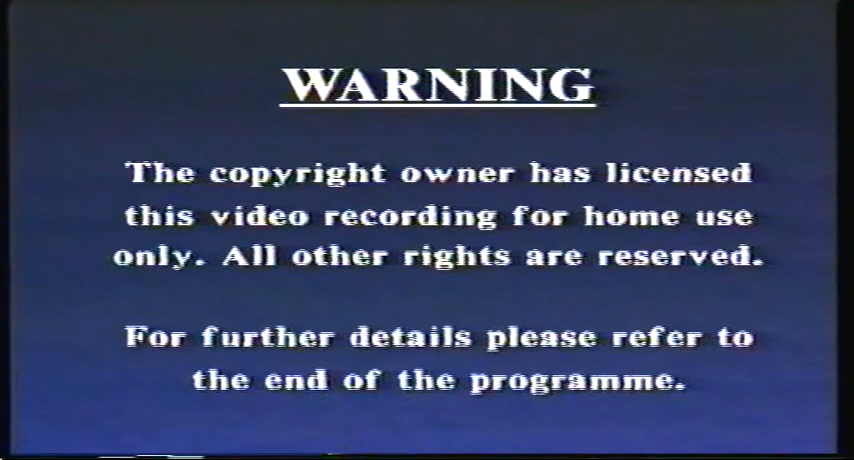 WARNING
The copyright owner has licensed
this video recording for home use
only. All other rights are reserved.
For further details please refer to
the end of the programme.